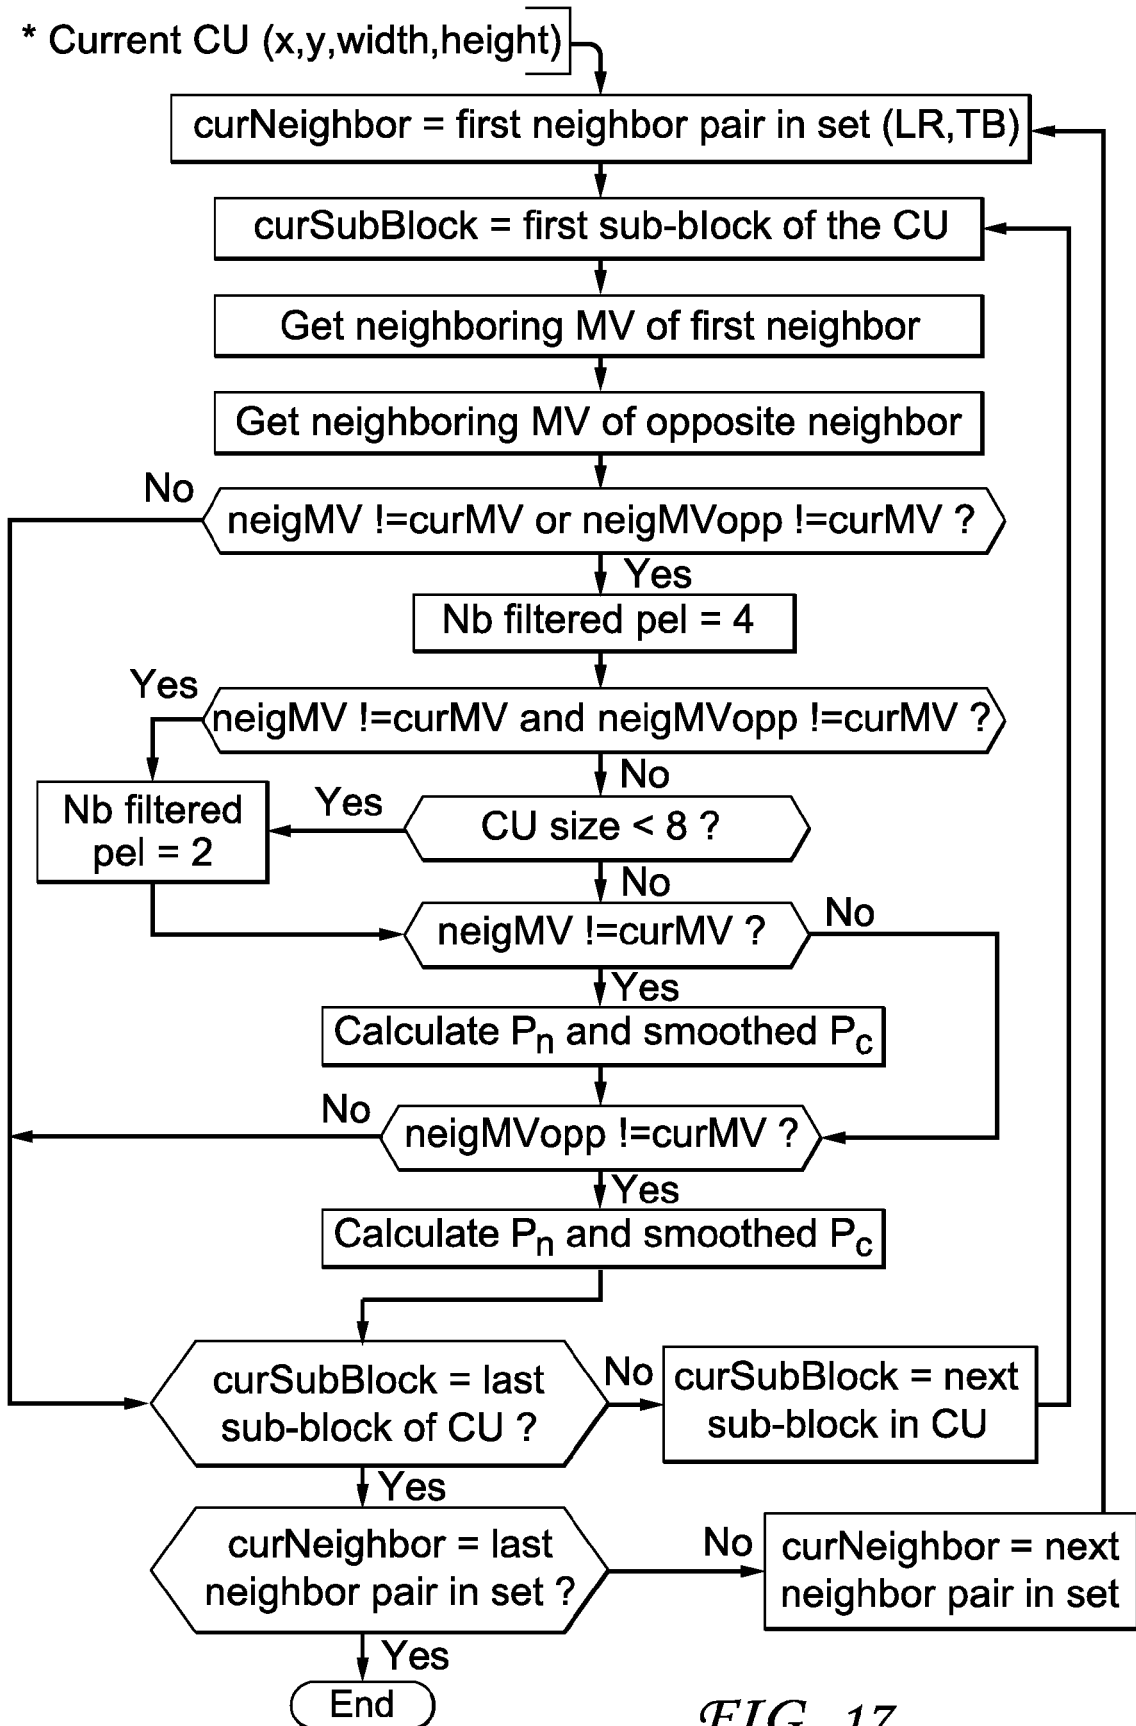 * Current CU (x,y,width,height)
curNeighbor = first neighbor pair in set (LR,TB)
curSubBlock = first sub-block of the CU
Get neighboring MV of first neighbor
Get neighboring MV of opposite neighbor
No
neigMV !=curMV or neigMVopp !=curMV ?
Yes
Nb filtered pel = 4
Yes
neigMV !=curMV and neigMVopp !=curMV ?
No
Nb filtered
pel = 2
Yes
CU size < 8 ?
No
neigMV !=curMV ?
No
Yes
Calculate Pn and smoothed Pc
No
neigMVopp !=curMV ?
Yes
Calculate Pn and smoothed Pc
curSubBlock = last
sub-block of CU ?
No
curSubBlock = next
sub-block in CU
Yes
curNeighbor = last
neighbor pair in set ?
No
curNeighbor = next
neighbor pair in set
Yes
End
FIG. 17